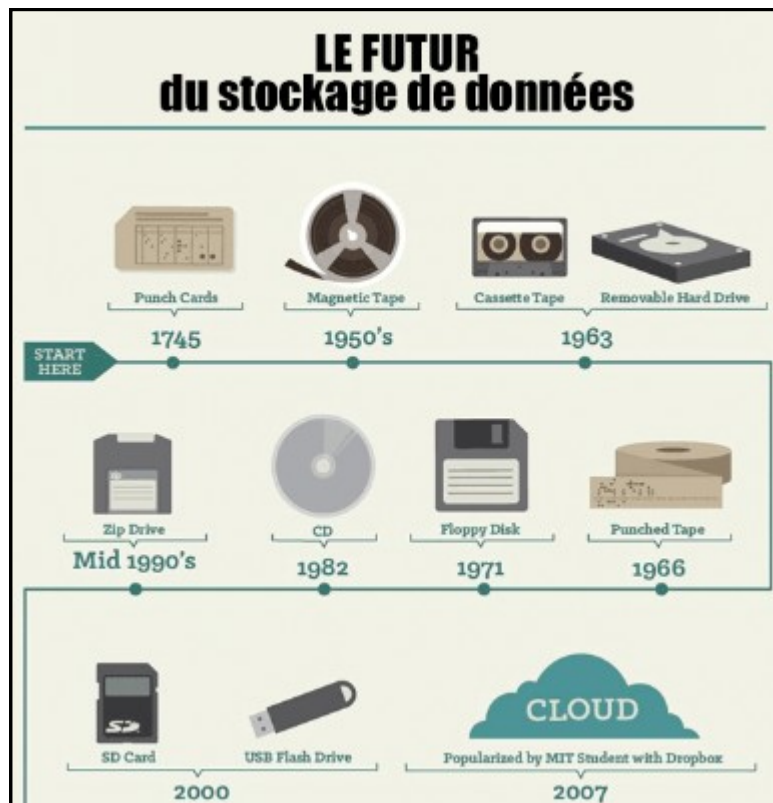 LE FUTUR
du stockage de données
Punch Cards
Magnetic Tape
Cassette Tape
Removable Hard Drive
1745
1950's
1963
START
HERE
Zip Drive
CD
Floppy Disk
Punched Tape
Mid 1990's
1982
1971
1966
SD
CLOUD
SD Card
USB Flash Drive
Popularized by MIT Student with Dropbox
2000
2007